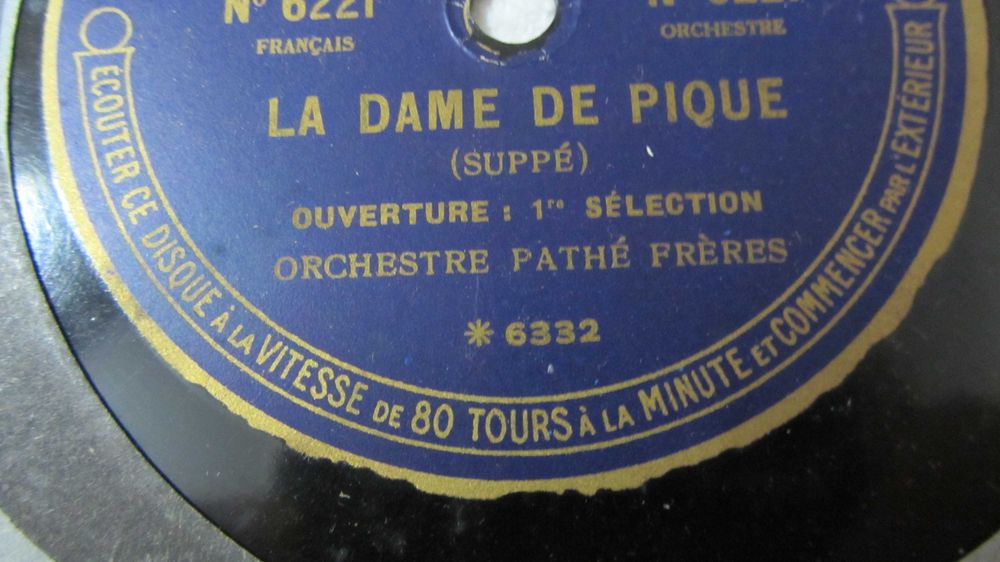 Nº 6221
FRANÇAIS
ORCHESTRE
LA DAME DE PIQUE
(SUPPÉ)
OUVERTURE : 1re SÉLECTION
ORCHESTRE PATHÉ FRÈRES
* 6332
ÉCOUTER CE DISQUE À LA VITESSE DE 80 TOURS À LA MINUTE ET COMMENCER PAR L'EXTÉRIEUR